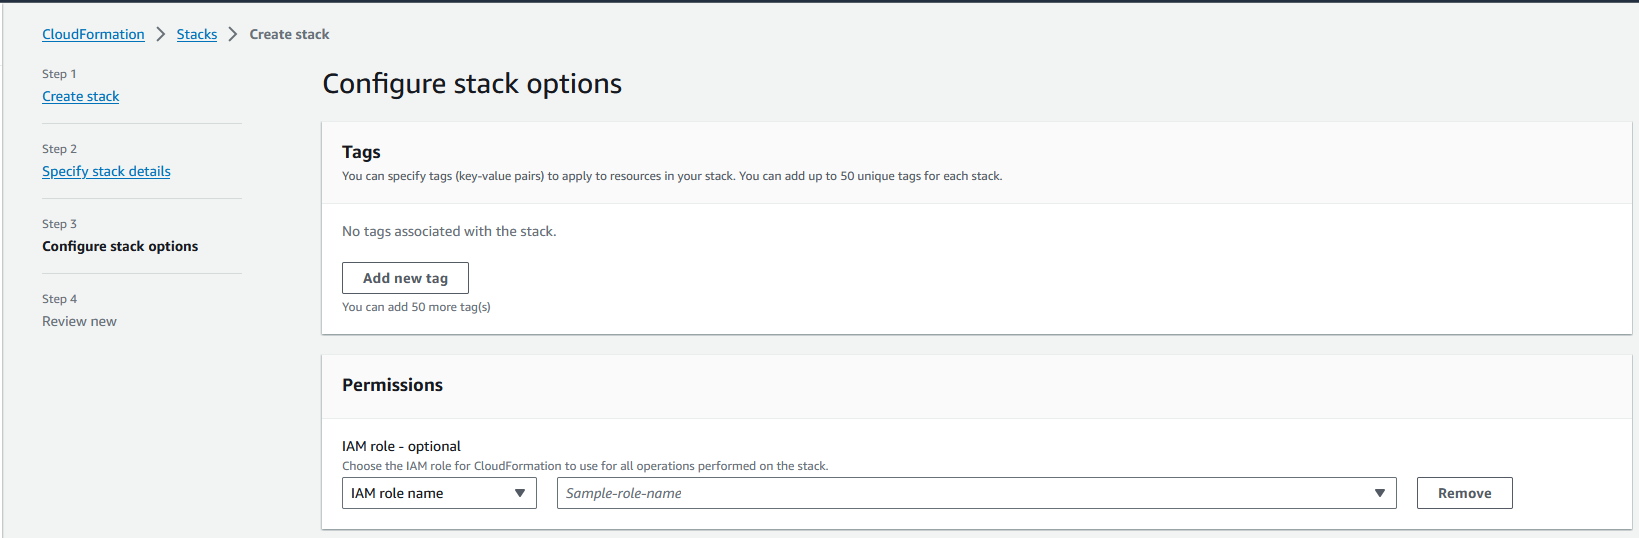 CloudFormation > Stacks > Create stack
Step 1
Create stack
Step 2
Specify stack details
Step 3
Configure stack options
Step 4
Review new
Configure stack options
Tags
You can specify tags (key-value pairs) to apply to resources in your stack. You can add up to 50 unique tags for each stack.
No tags associated with the stack.
Add new tag
You can add 50 more tag(s)
Permissions
IAM role - optional
Choose the IAM role for CloudFormation to use for all operations performed on the stack.
IAM role name Sample-role-name Remove